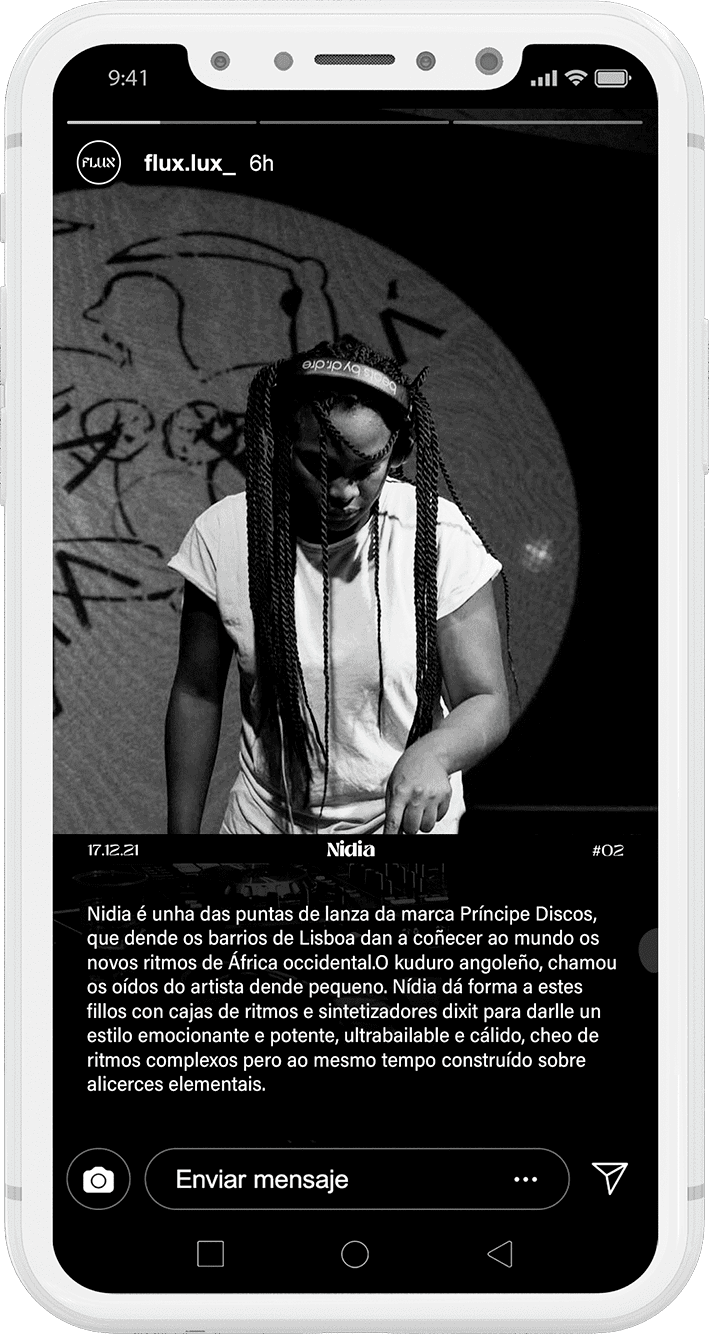 9:41
FLUX
flux.lux_ 6h
beats by dr.dre
17.12.21 Nidia #02
Nidia é unha das puntas de lanza da marca Príncipe Discos,
que dende os barrios de Lisboa dan a coñecer ao mundo os
novos ritmos de África occidental.O kuduro angoleño, chamou
os oídos do artista dende pequeno. Nídia dá forma a estes
fillos con cajas de ritmos e sintetizadores dixit para darlle un
estilo emocionante e potente, ultrabailable e cálido, cheo de
ritmos complexos pero ao mesmo tempo construído sobre
alicerces elementais.
Enviar mensaje